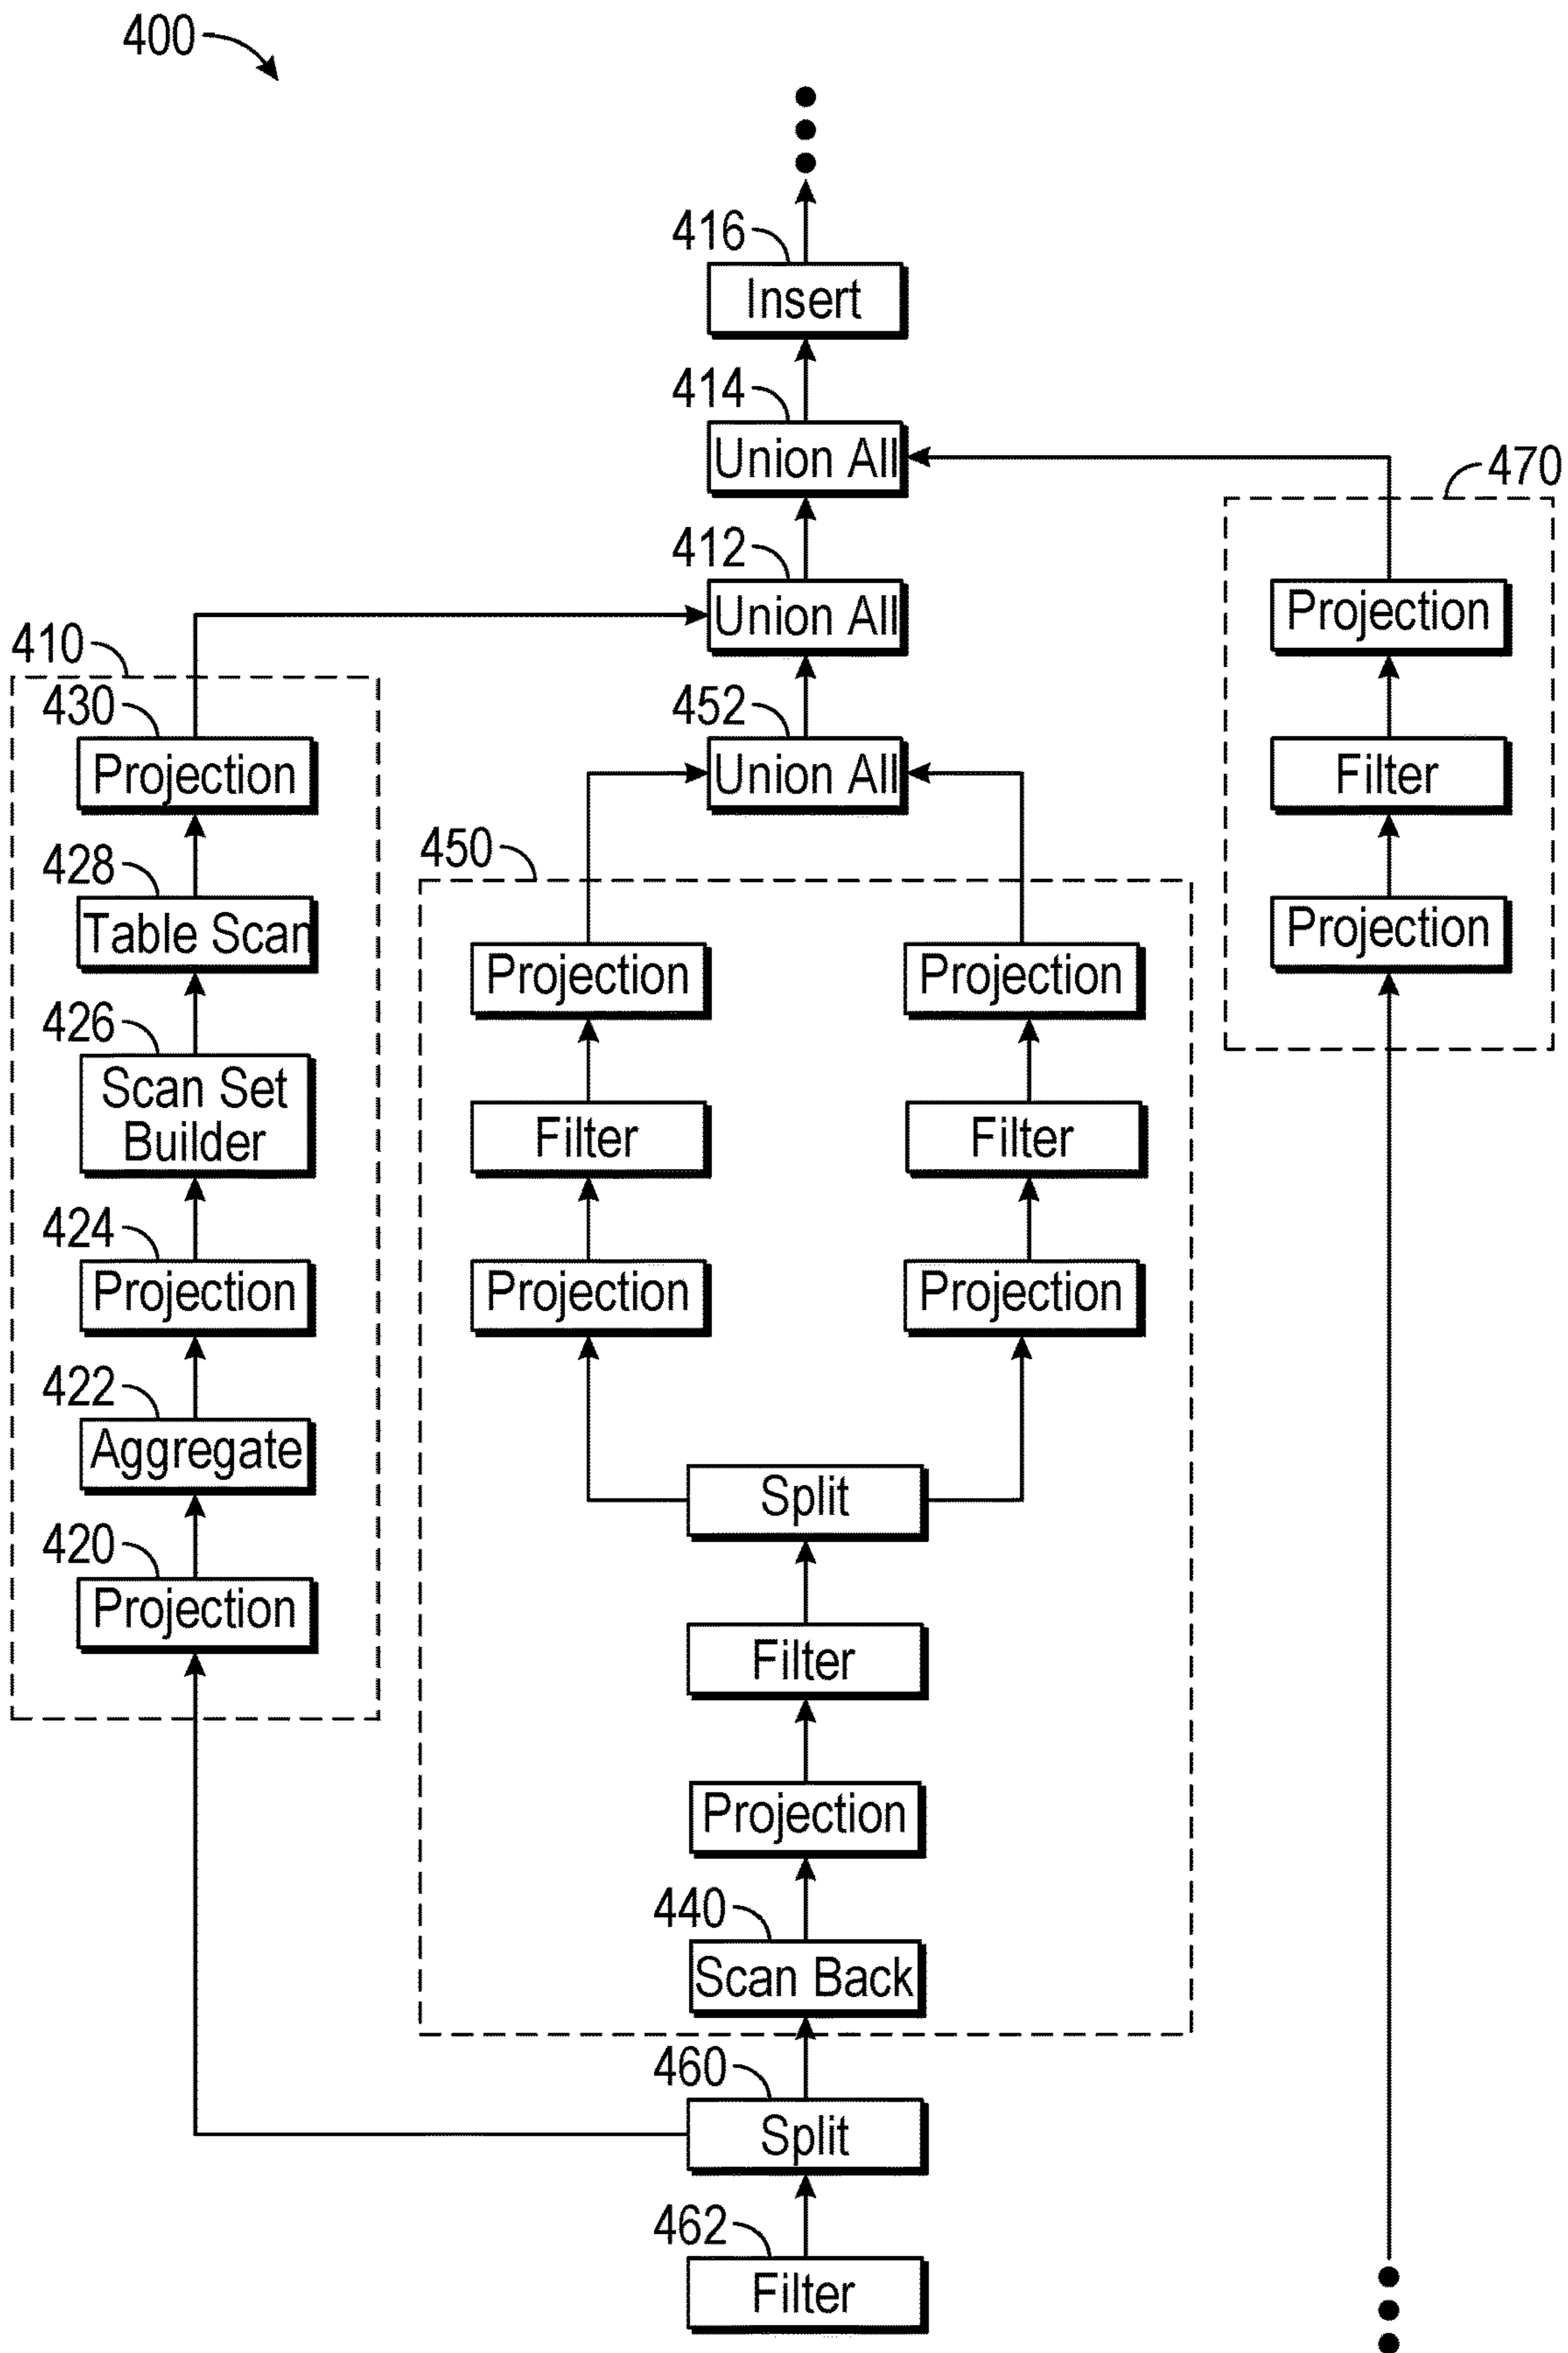 400
416
Insert
414
Union All
470
412
Union All
Projection
410
430
Projection
452
Union All
Filter
450
428
Table Scan
Projection
Projection
Projection
426
Scan Set
Builder
Filter
Filter
424
Projection
Projection
Projection
422
Aggregate
Split
420
Projection
Filter
Projection
440
Scan Back
460
Split
462
Filter